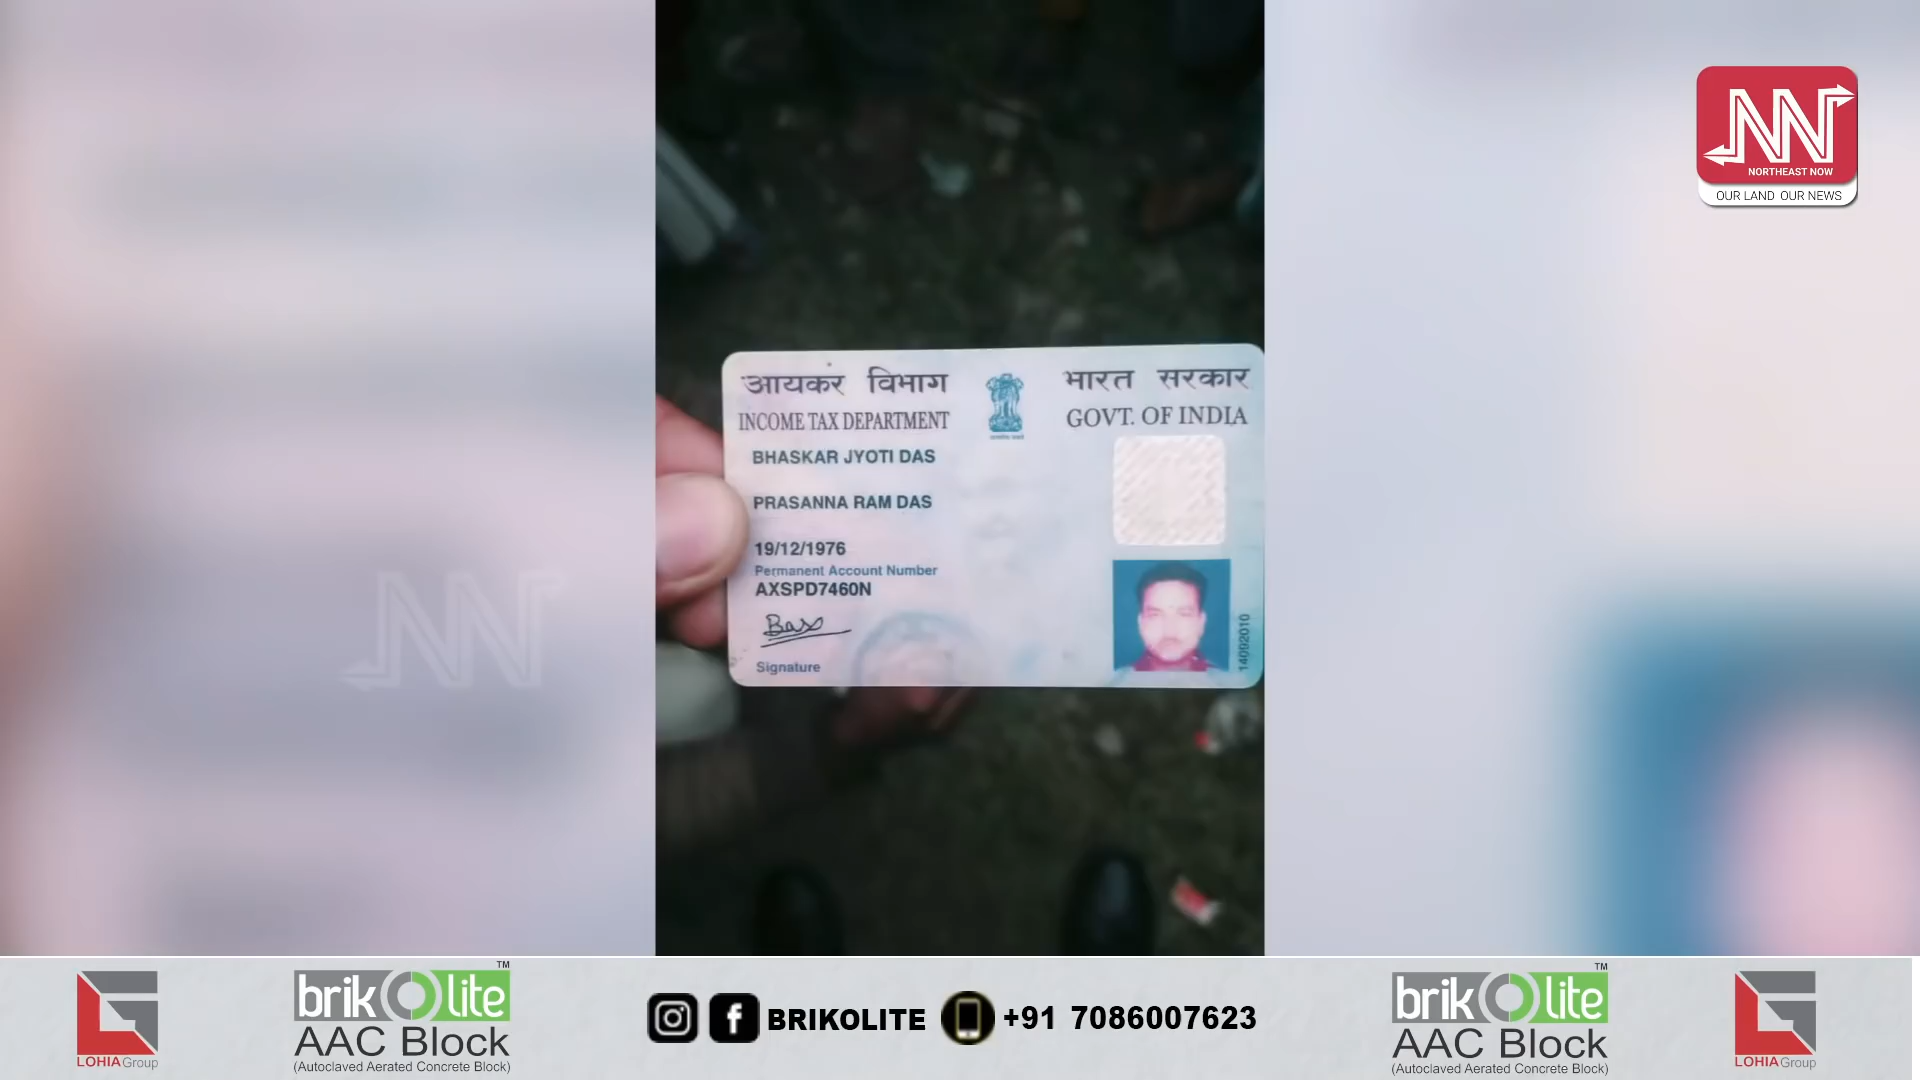 NORTHEAST NOW
OUR LAND OUR NEWS
आयकर विभाग
भारत सरकार
INCOME TAX DEPARTMENT
GOVT. OF INDIA
BHASKAR JYOTI DAS
PRASANNA RAM DAS
19/12/1976
Permanent Account Number
AXSPD7460N
Signature
14092010
LOHIA Group
brikolite TM
AAC Block
(Autoclaved Aerated Concrete Block)
BRIKOLITE +91 7086007623
brikolite TM
AAC Block
(Autoclaved Aerated Concrete Block)
LOHIA Group